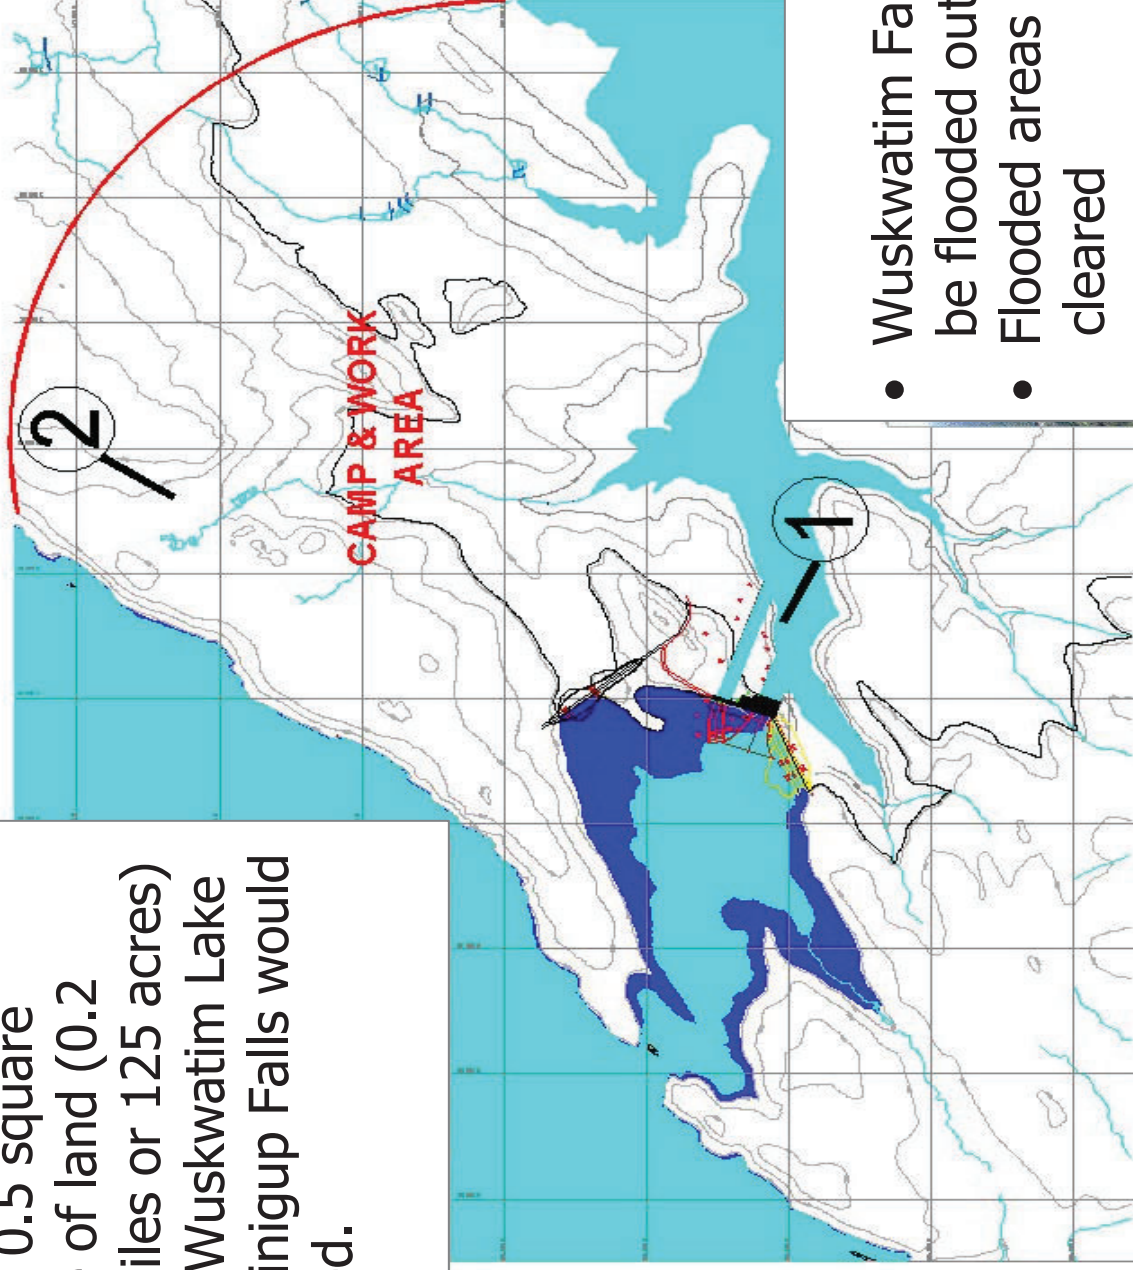 0.5 square
of land (0.2
iles or 125 acres)
Wuskwatim Lake
inigup Falls would
d.
2
CAMP & WORK
AREA
1
• Wuskwatim Fa
be flooded out
• Flooded areas
cleared